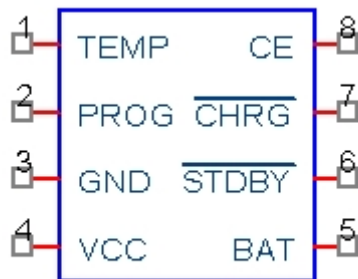 1 TEMP CE 8
2 PROG CHRG 7
3 GND STDBY 6
4 VCC BAT 5